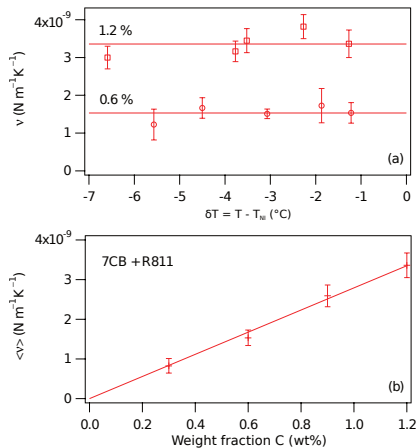 4x10⁻⁹
3
2
1
0
ν (N m⁻¹K⁻¹)
1.2 %
0.6 %
(a)
-7 -6 -5 -4 -3 -2 -1 0
δT = T - T_NI (°C)
4x10⁻⁹
3
2
1
0
<ν> (N m⁻¹K⁻¹)
7CB +R811
(b)
0.0 0.2 0.4 0.6 0.8 1.0 1.2
Weight fraction C (wt%)